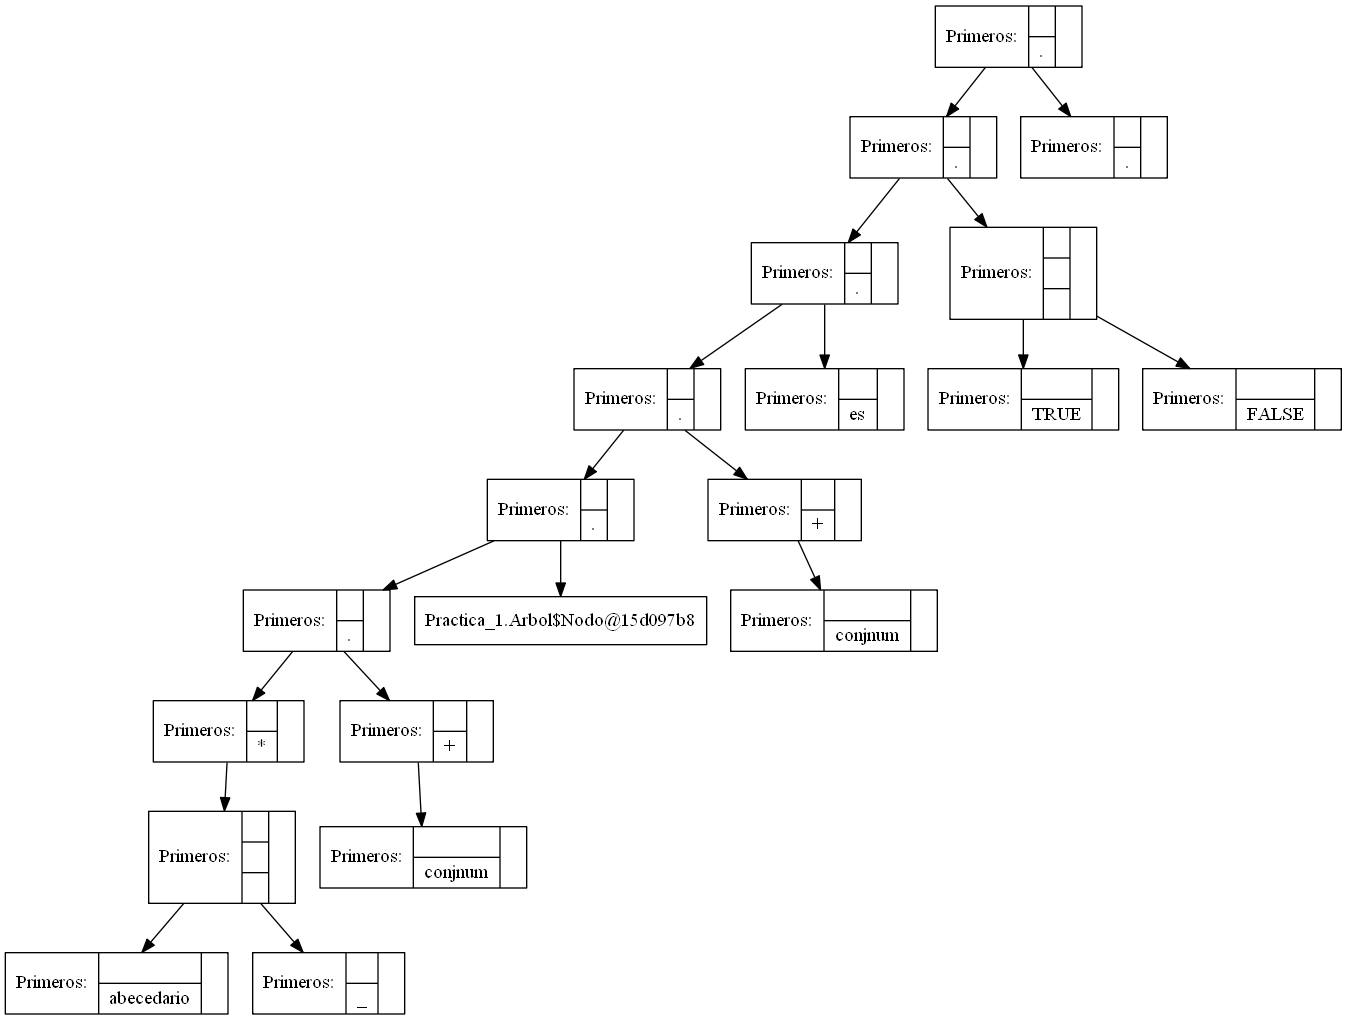 Primeros: .
Primeros: .
Primeros: .
Primeros: .
Primeros:
Primeros: .
Primeros: es
Primeros: TRUE
Primeros: FALSE
Primeros: .
Primeros: +
Primeros: .
Practica_1.Arbol$Nodo@15d097b8
Primeros: conjnum
Primeros: *
Primeros: +
Primeros:
Primeros: conjnum
Primeros: abecedario
Primeros: _